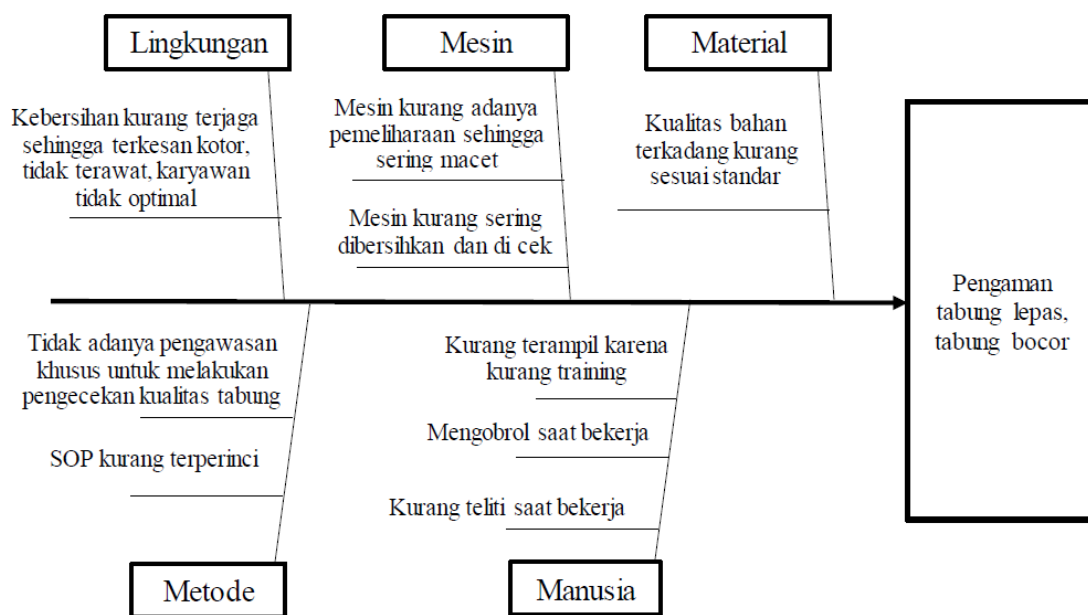 Lingkungan
Mesin
Material
Kebersihan kurang terjaga
sehingga terkesan kotor,
tidak terawat, karyawan
tidak optimal
Mesin kurang adanya
pemeliharaan sehingga
sering macet
Mesin kurang sering
dibersihkan dan di cek
Kualitas bahan
terkadang kurang
sesuai standar
Pengaman
tabung lepas,
tabung bocor
Tidak adanya pengawasan
khusus untuk melakukan
pengecekan kualitas tabung
SOP kurang terperinci
Kurang terampil karena
kurang training
Mengobrol saat bekerja
Kurang teliti saat bekerja
Metode
Manusia